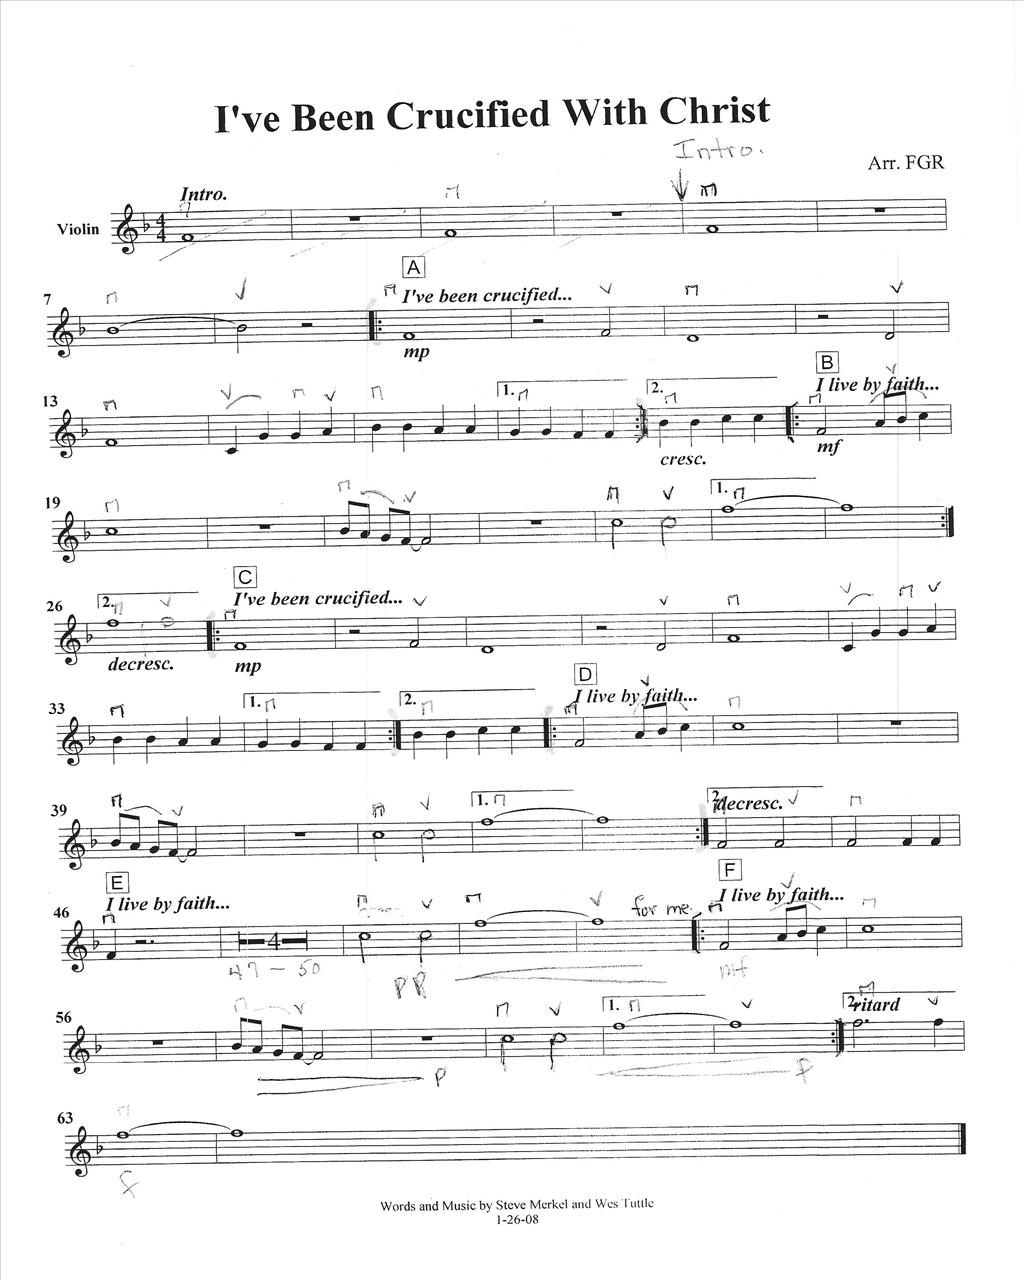 I've Been Crucified With Christ
Intro.
Arr. FGR
Intro.
Violin
7
A
I've been crucified...
mp
13
1.
2.
cresc.
B
I live by faith...
mf
19
1.
26
2.
decresc.
C
I've been crucified...
mp
33
1.
2.
D
I live by faith...
39
1.
2.
decresc.
46
E
I live by faith...
4
47 - 50
pp
for me.
F
I live by faith...
mf
56
p
1.
f
2.
ritard
63
f
Words and Music by Steve Merkel and Wes Tuttle
1-26-08